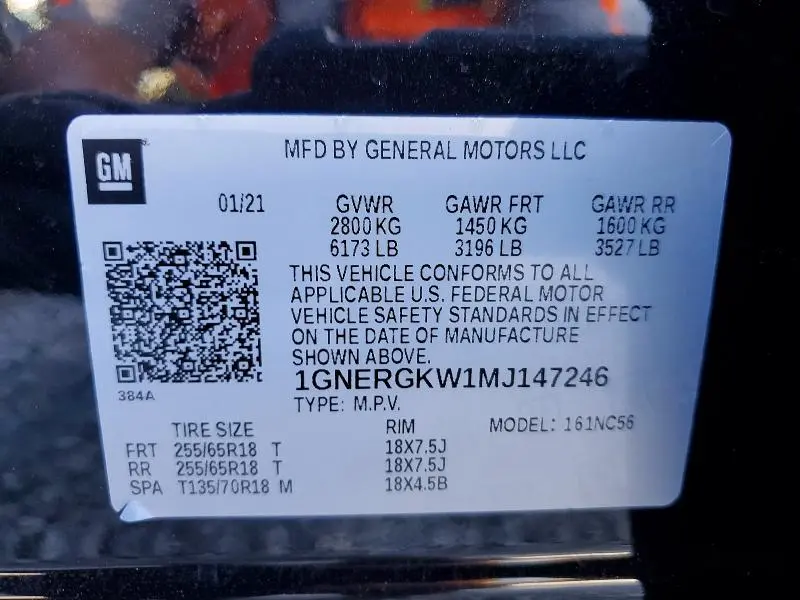 GM
MFD BY GENERAL MOTORS LLC
01/21 GVWR GAWR FRT GAWR RR
2800 KG 1450 KG 1600 KG
6173 LB 3196 LB 3527 LB
THIS VEHICLE CONFORMS TO ALL
APPLICABLE U.S. FEDERAL MOTOR
VEHICLE SAFETY STANDARDS IN EFFECT
ON THE DATE OF MANUFACTURE
SHOWN ABOVE.
1GNERGKW1MJ147246
384A
TYPE: M.P.V.
TIRE SIZE RIM MODEL: 161NC56
FRT 255/65R18 T 18X7.5J
RR 255/65R18 T 18X7.5J
SPA T135/70R18 M 18X4.5B